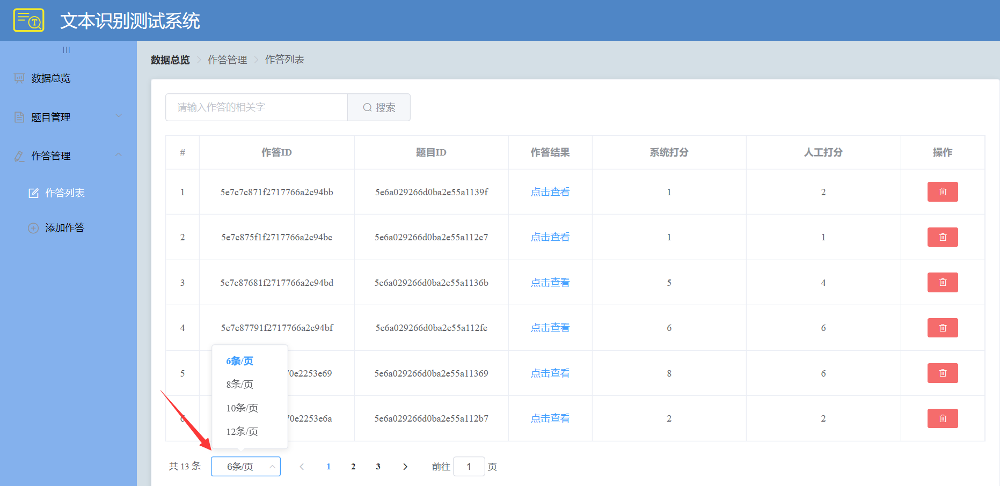 文本识别测试系统
数据总览
题目管理
作答管理
作答列表
添加作答
数据总览 作答管理 作答列表
请输入作答的相关字 搜索
# 作答ID 题目ID 作答结果 系统打分 人工打分 操作
1 5e7c7c871f2717766a2c94bb 5e6a029266d0ba2e55a1139f 点击查看 1 2
2 5e7c875f1f2717766a2c94bc 5e6a029266d0ba2e55a112c7 点击查看 1 1
3 5e7c87681f2717766a2c94bd 5e6a029266d0ba2e55a1136b 点击查看 5 4
4 5e7c87791f2717766a2c94bf 5e6a029266d0ba2e55a112fe 点击查看 6 6
5 70e2253e69 5e6a029266d0ba2e55a11369 点击查看 8 6
6 70e2253e6a 5e6a029266d0ba2e55a112b7 点击查看 2 2
6条/页
8条/页
10条/页
12条/页
共 13 条 6条/页 1 2 3 前往 1 页